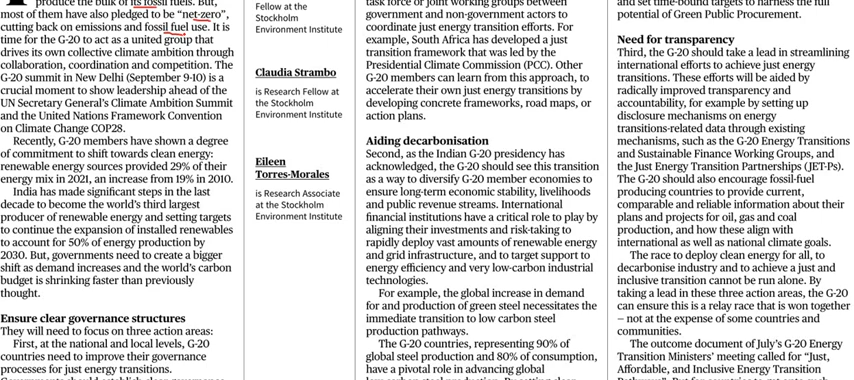 produce the bulk of its fossil fuels. But,
most of them have also pledged to be “net-zero”,
cutting back on emissions and fossil fuel use. It is
time for the G-20 to act as a united group that
drives its own collective climate ambition through
collaboration, coordination and competition. The
G-20 summit in New Delhi (September 9-10) is a
crucial moment to show leadership ahead of the
UN Secretary General’s Climate Ambition Summit
and the United Nations Framework Convention
on Climate Change COP28.
Recently, G-20 members have shown a degree
of commitment to shift towards clean energy:
renewable energy sources provided 29% of their
energy mix in 2021, an increase from 19% in 2010.
India has made significant steps in the last
decade to become the world’s third largest
producer of renewable energy and setting targets
to continue the expansion of installed renewables
to account for 50% of energy production by
2030. But, governments need to create a bigger
shift as demand increases and the world’s carbon
budget is shrinking faster than previously
thought.
Ensure clear governance structures
They will need to focus on three action areas:
First, at the national and local levels, G-20
countries need to improve their governance
processes for just energy transitions.
Fellow at the
Stockholm
Environment Institute
Claudia Strambo
is Research Fellow at
the Stockholm
Environment Institute
Eileen
Torres-Morales
is Research Associate
at the Stockholm
Environment Institute
task force or joint working groups between
government and non-government actors to
coordinate just energy transition efforts. For
example, South Africa has developed a just
transition framework that was led by the
Presidential Climate Commission (PCC). Other
G-20 members can learn from this approach, to
accelerate their own just energy transitions by
developing concrete frameworks, road maps, or
action plans.
Aiding decarbonisation
Second, as the Indian G-20 presidency has
acknowledged, the G-20 should see this transition
as a way to diversify G-20 member economies to
ensure long-term economic stability, livelihoods
and public revenue streams. International
financial institutions have a critical role to play by
aligning their investments and risk-taking to
rapidly deploy vast amounts of renewable energy
and grid infrastructure, and to target support to
energy efficiency and very low-carbon industrial
technologies.
For example, the global increase in demand
for and production of green steel necessitates the
immediate transition to low carbon steel
production pathways.
The G-20 countries, representing 90% of
global steel production and 80% of consumption,
have a pivotal role in advancing global
and set time-bound targets to harness the full
potential of Green Public Procurement.
Need for transparency
Third, the G-20 should take a lead in streamlining
international efforts to achieve just energy
transitions. These efforts will be aided by
radically improved transparency and
accountability, for example by setting up
disclosure mechanisms on energy
transitions-related data through existing
mechanisms, such as the G-20 Energy Transitions
and Sustainable Finance Working Groups, and
the Just Energy Transition Partnerships (JET-Ps).
The G-20 should also encourage fossil-fuel
producing countries to provide current,
comparable and reliable information about their
plans and projects for oil, gas and coal
production, and how these align with
international as well as national climate goals.
The race to deploy clean energy for all, to
decarbonise industry and to achieve a just and
inclusive transition cannot be run alone. By
taking a lead in these three action areas, the G-20
can ensure this is a relay race that is won together
— not at the expense of some countries and
communities.
The outcome document of July’s G-20 Energy
Transition Ministers’ meeting called for “Just,
Affordable, and Inclusive Energy Transition